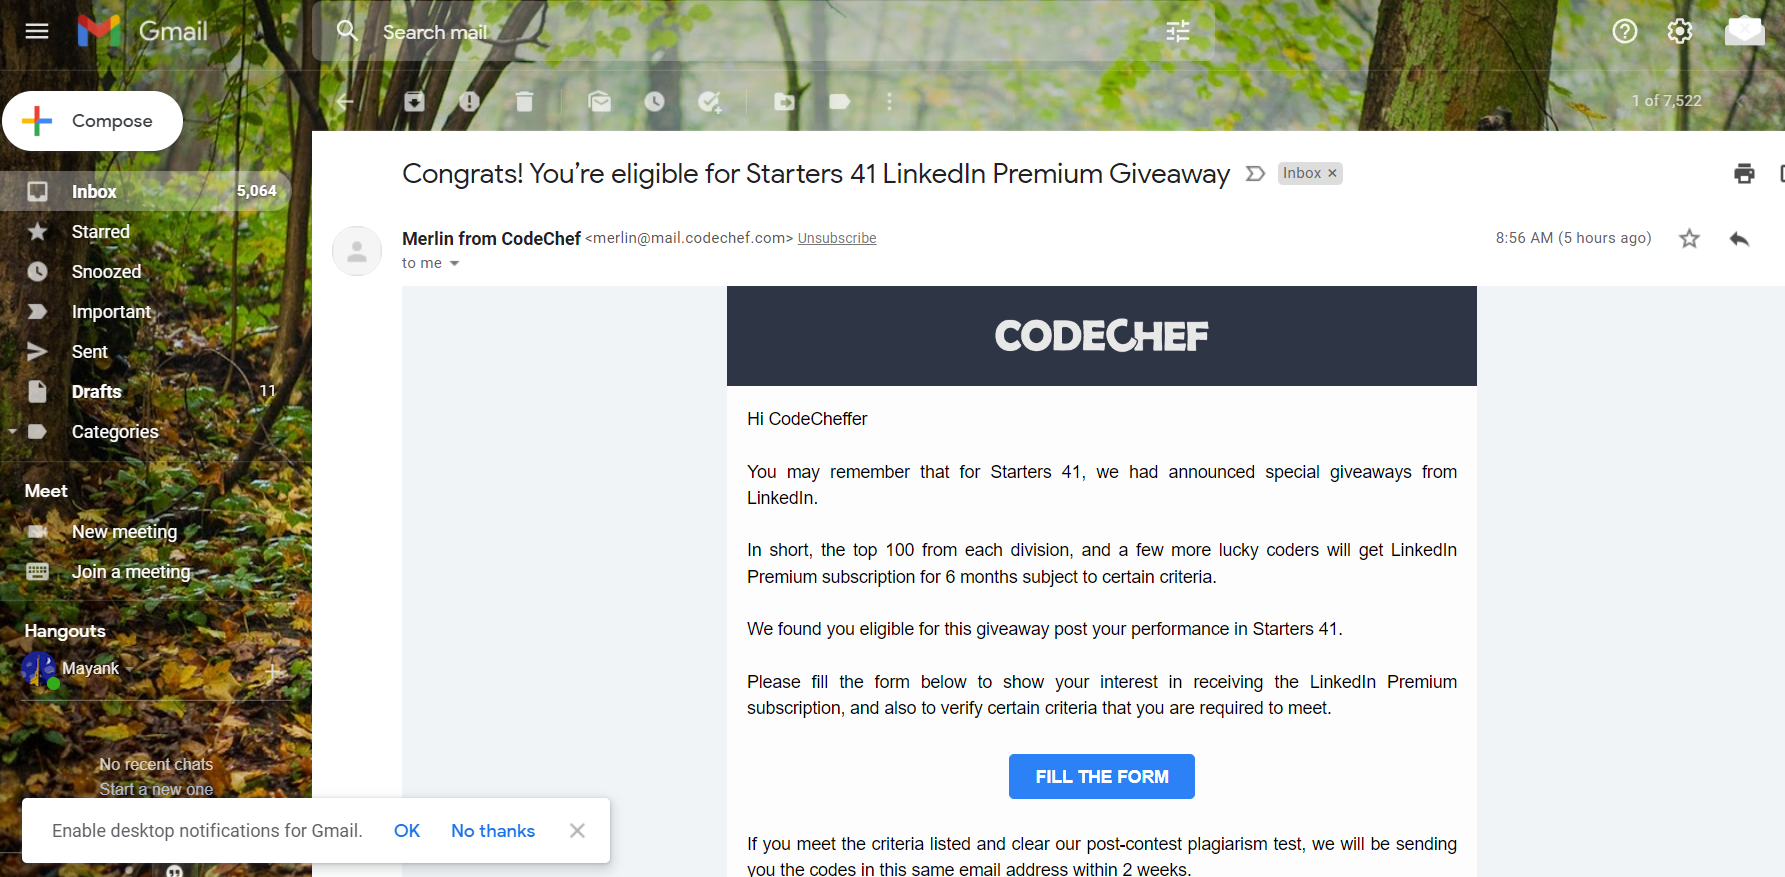 Gmail
Search mail
Compose
1 of 7,522
Inbox 5,064
Starred
Snoozed
Important
Sent
Drafts 11
Categories
Meet
New meeting
Join a meeting
Hangouts
Mayank
No recent chats
Start a new one
Congrats! You’re eligible for Starters 41 LinkedIn Premium Giveaway
Inbox ×
Merlin from CodeChef <merlin@mail.codechef.com> Unsubscribe
8:56 AM (5 hours ago)
to me
CODECHEF
Hi CodeCheffer
You may remember that for Starters 41, we had announced special giveaways from
LinkedIn.
In short, the top 100 from each division, and a few more lucky coders will get LinkedIn
Premium subscription for 6 months subject to certain criteria.
We found you eligible for this giveaway post your performance in Starters 41.
Please fill the form below to show your interest in receiving the LinkedIn Premium
subscription, and also to verify certain criteria that you are required to meet.
FILL THE FORM
If you meet the criteria listed and clear our post-contest plagiarism test, we will be sending
you the codes in this same email address within 2 weeks.
Enable desktop notifications for Gmail. OK No thanks